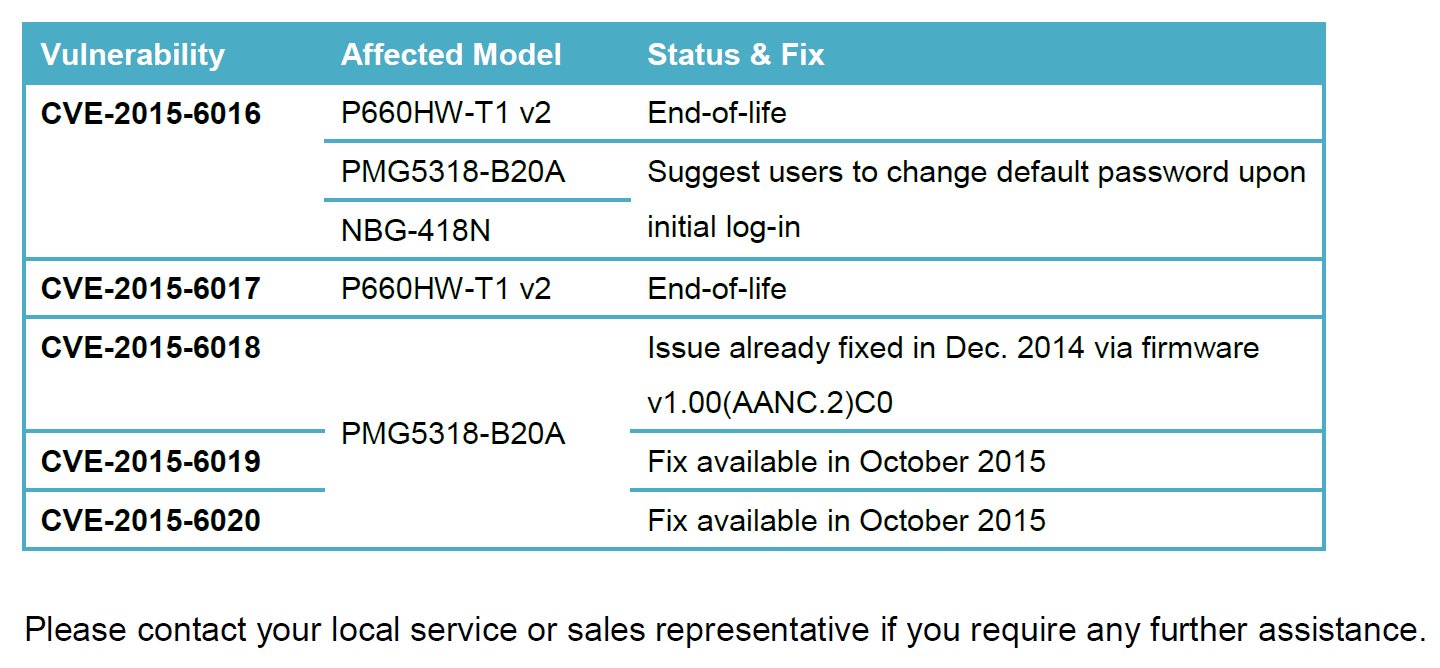 Vulnerability Affected Model Status & Fix
CVE-2015-6016 P660HW-T1 v2 End-of-life
PMG5318-B20A Suggest users to change default password upon
NBG-418N initial log-in
CVE-2015-6017 P660HW-T1 v2 End-of-life
CVE-2015-6018 Issue already fixed in Dec. 2014 via firmware
v1.00(AANC.2)C0
PMG5318-B20A
CVE-2015-6019 Fix available in October 2015
CVE-2015-6020 Fix available in October 2015
Please contact your local service or sales representative if you require any further assistance.